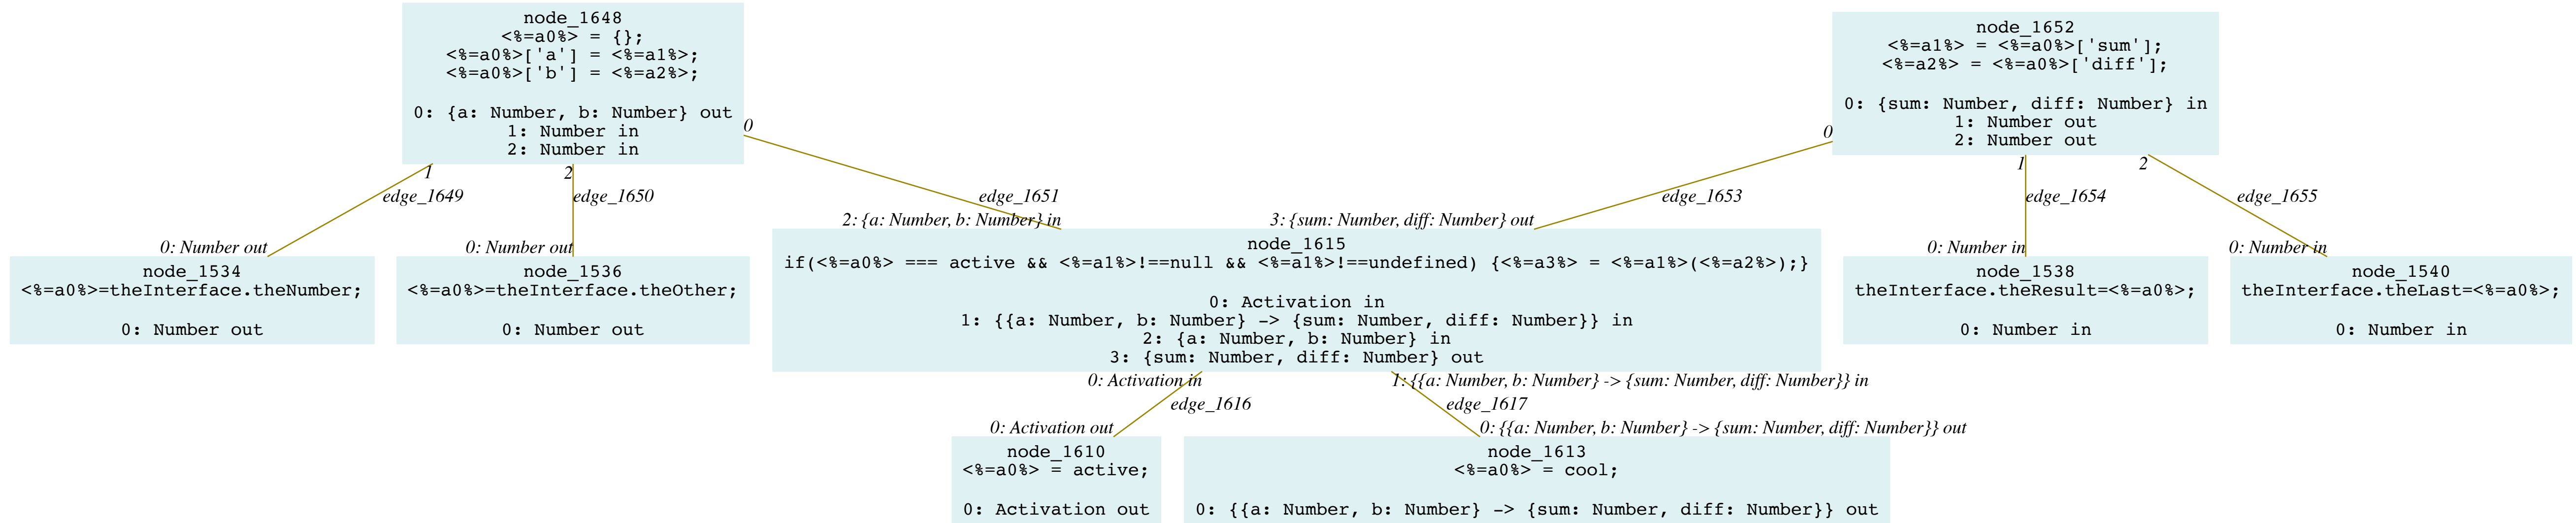 node_1648
<%=a0%> = {};
<%=a0%>['a'] = <%=a1%>;
<%=a0%>['b'] = <%=a2%>;
0: {a: Number, b: Number} out
1: Number in
2: Number in
node_1652
<%=a1%> = <%=a0%>['sum'];
<%=a2%> = <%=a0%>['diff'];
0: {sum: Number, diff: Number} in
1: Number out
2: Number out
0
0
1
2
1
2
edge_1649
edge_1650
edge_1651
edge_1653
edge_1654
edge_1655
0: Number out
0: Number out
2: {a: Number, b: Number} in
3: {sum: Number, diff: Number} out
0: Number in
0: Number in
node_1534
<%=a0%>=theInterface.theNumber;
0: Number out
node_1536
<%=a0%>=theInterface.theOther;
0: Number out
node_1615
if(<%=a0%> === active && <%=a1%>!==null && <%=a1%>!==undefined) {<%=a3%> = <%=a1%>(<%=a2%>);}
0: Activation in
1: {{a: Number, b: Number} -> {sum: Number, diff: Number}} in
2: {a: Number, b: Number} in
3: {sum: Number, diff: Number} out
node_1538
theInterface.theResult=<%=a0%>;
0: Number in
node_1540
theInterface.theLast=<%=a0%>;
0: Number in
0: Activation in
1: {{a: Number, b: Number} -> {sum: Number, diff: Number}} in
edge_1616
edge_1617
0: Activation out
0: {{a: Number, b: Number} -> {sum: Number, diff: Number}} out
node_1610
<%=a0%> = active;
0: Activation out
node_1613
<%=a0%> = cool;
0: {{a: Number, b: Number} -> {sum: Number, diff: Number}} out